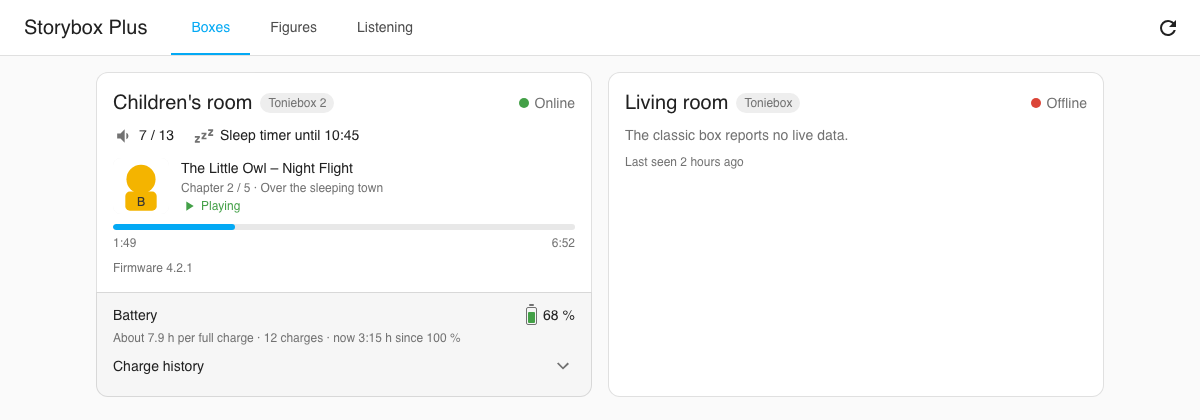 Storybox Plus
Boxes
Figures
Listening
Children's room
Toniebox 2
Online
7 / 13
zzz
Sleep timer until 10:45
B
The Little Owl – Night Flight
Chapter 2 / 5 · Over the sleeping town
Playing
1:49
6:52
Firmware 4.2.1
Battery
68 %
About 7.9 h per full charge · 12 charges · now 3:15 h since 100 %
Charge history
Living room
Toniebox
Offline
The classic box reports no live data.
Last seen 2 hours ago